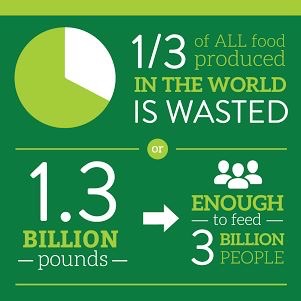 1/3 of ALL food
produced
IN THE WORLD
IS WASTED
or
1.3
BILLION
pounds
ENOUGH
to feed
3 BILLION
PEOPLE